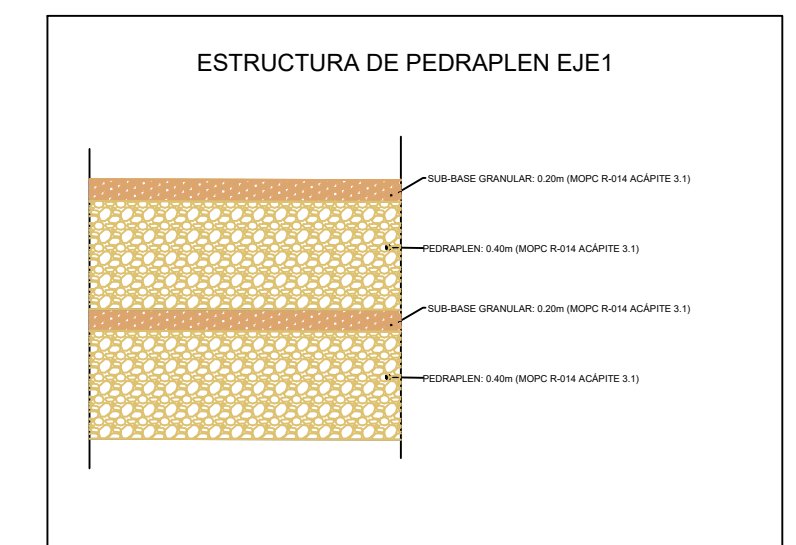 ESTRUCTURA DE PEDRAPLEN EJE1
SUB-BASE GRANULAR: 0.20m (MOPC R-014 ACÁPITE 3.1)
PEDRAPLEN: 0.40m (MOPC R-014 ACÁPITE 3.1)
SUB-BASE GRANULAR: 0.20m (MOPC R-014 ACÁPITE 3.1)
PEDRAPLEN: 0.40m (MOPC R-014 ACÁPITE 3.1)